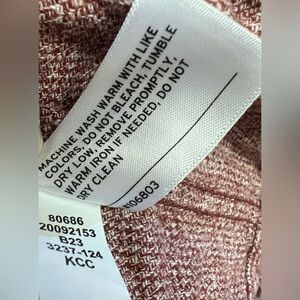 MACHINE WASH WARM WITH LIKE
COLORS, DO NOT BLEACH, TUMBLE
DRY LOW, REMOVE PROMPTLY,
WARM IRON IF NEEDED, DO NOT
DRY CLEAN
80686
20092153
B23
3237-124
KCC